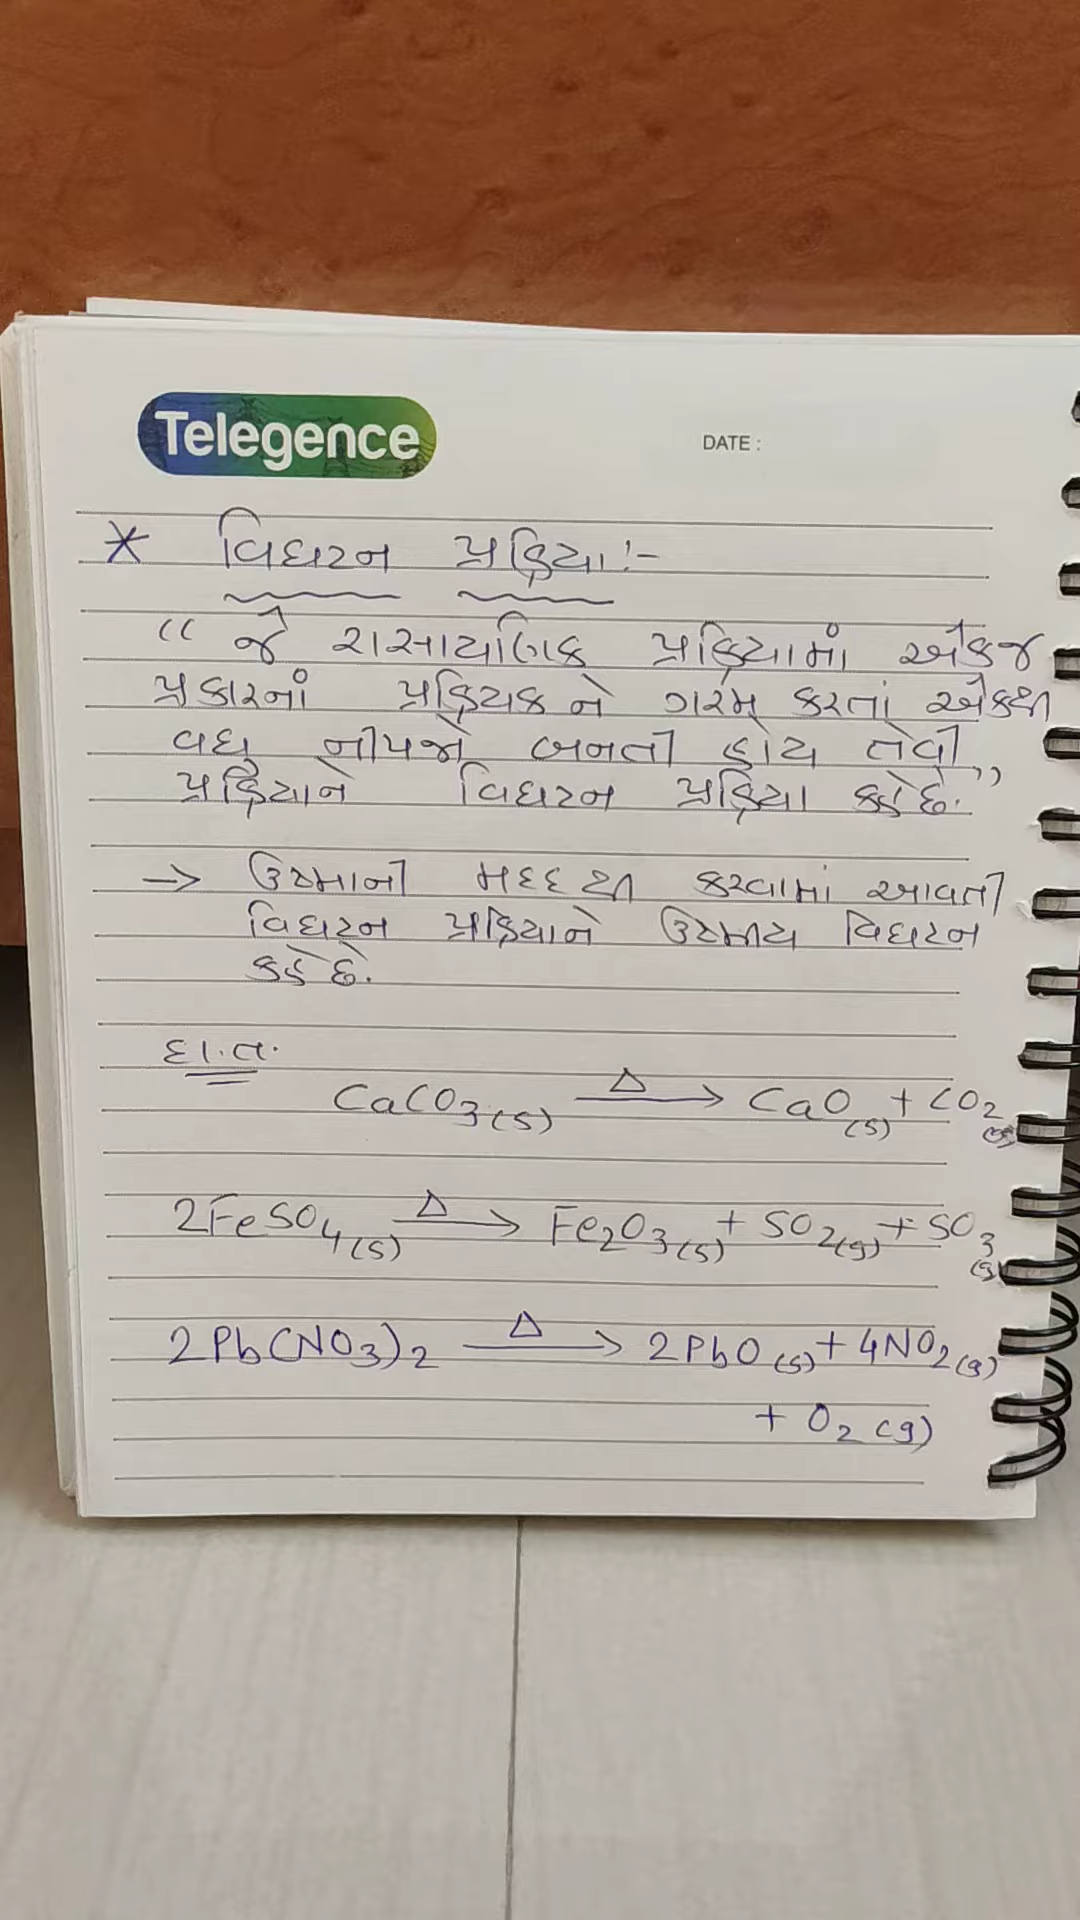 Telegence
DATE :
* વિઘટન પ્રક્રિયા :-
“ જે રાસાયણિક પ્રક્રિયામાં એકજ
પ્રકારનાં પ્રક્રિયક ને ગરમ કરતાં એકથી
વધુ નીપજો બનતી હોય તેવી
પ્રક્રિયાને વિઘટન પ્રક્રિયા કહે છે. ”
→ ઉષ્માની મદદથી કરવામાં આવતી
વિઘટન પ્રક્રિયાને ઉષ્મીય વિઘટન
કહે છે.
દા.ત.
CaCO₃(s) —Δ→ CaO(s) + CO₂(g)
2FeSO₄(s) —Δ→ Fe₂O₃(s) + SO₂(g) + SO₃(g)
2Pb(NO₃)₂ —Δ→ 2PbO(s) + 4NO₂(g)
+ O₂(g)